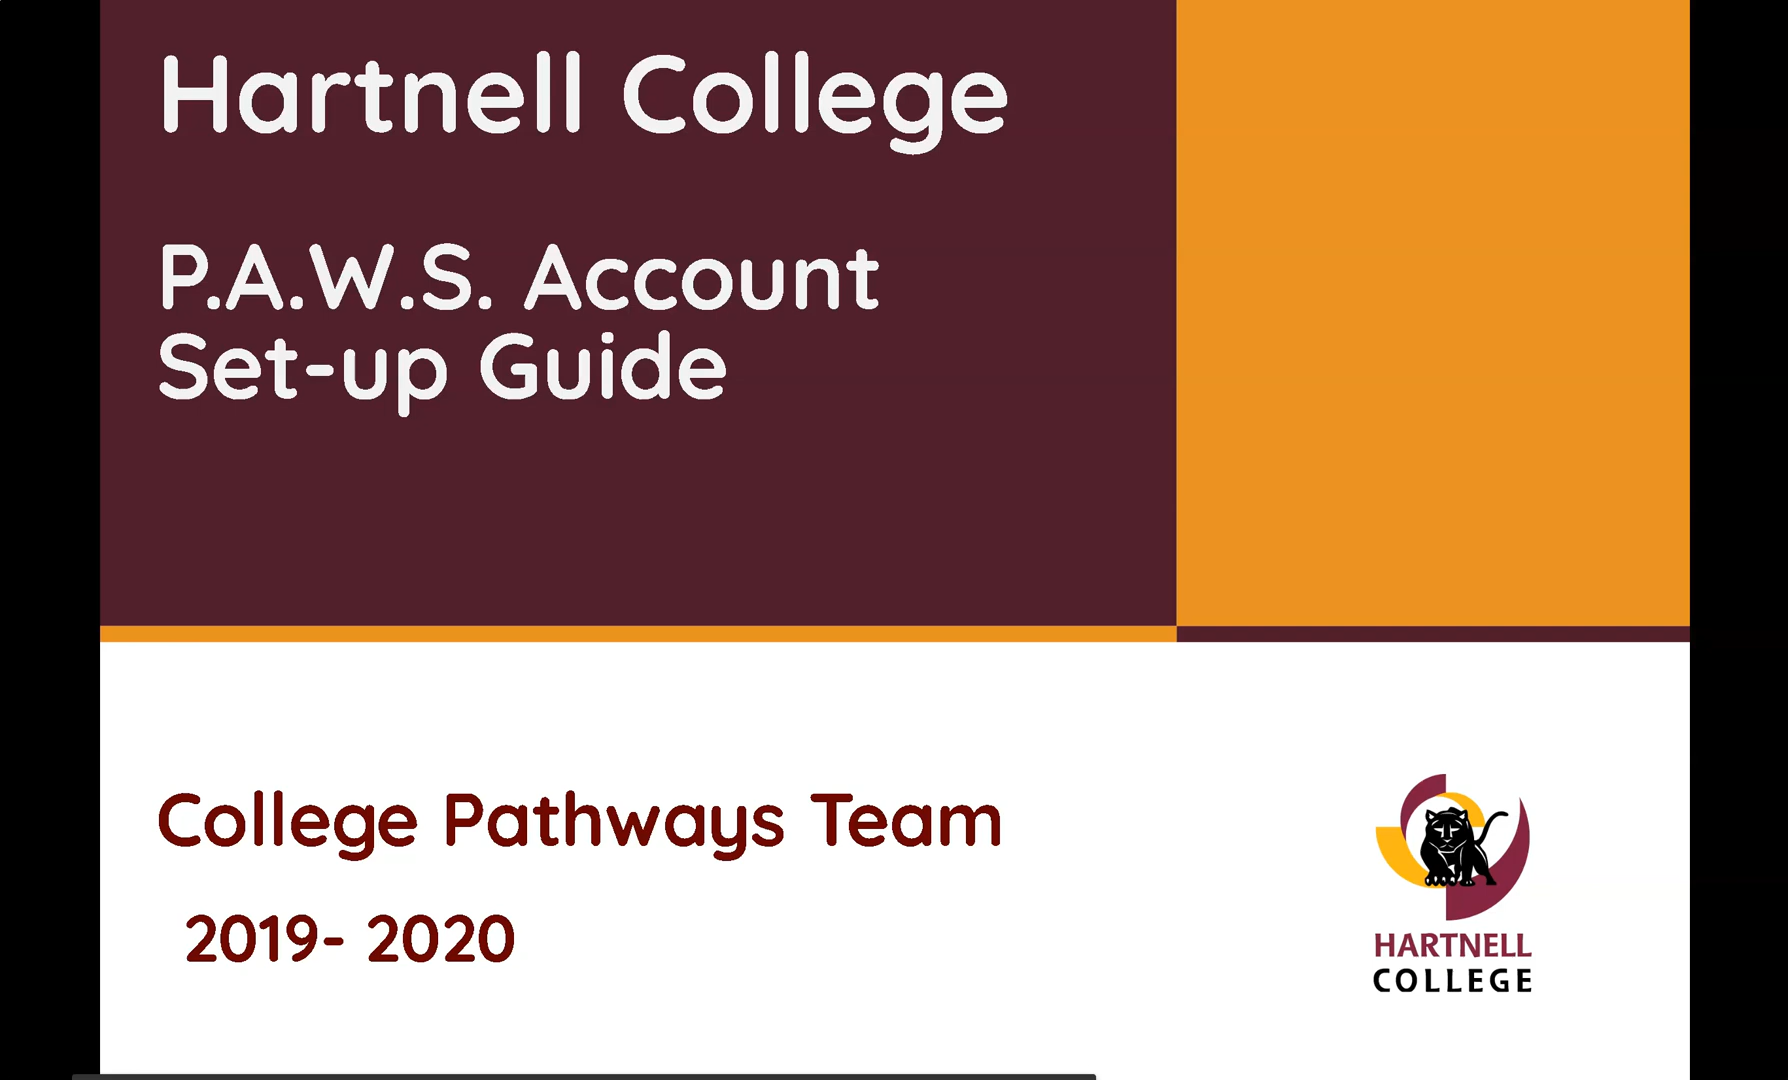 Hartnell College
P.A.W.S. Account
Set-up Guide
College Pathways Team
2019- 2020
HARTNELL
COLLEGE